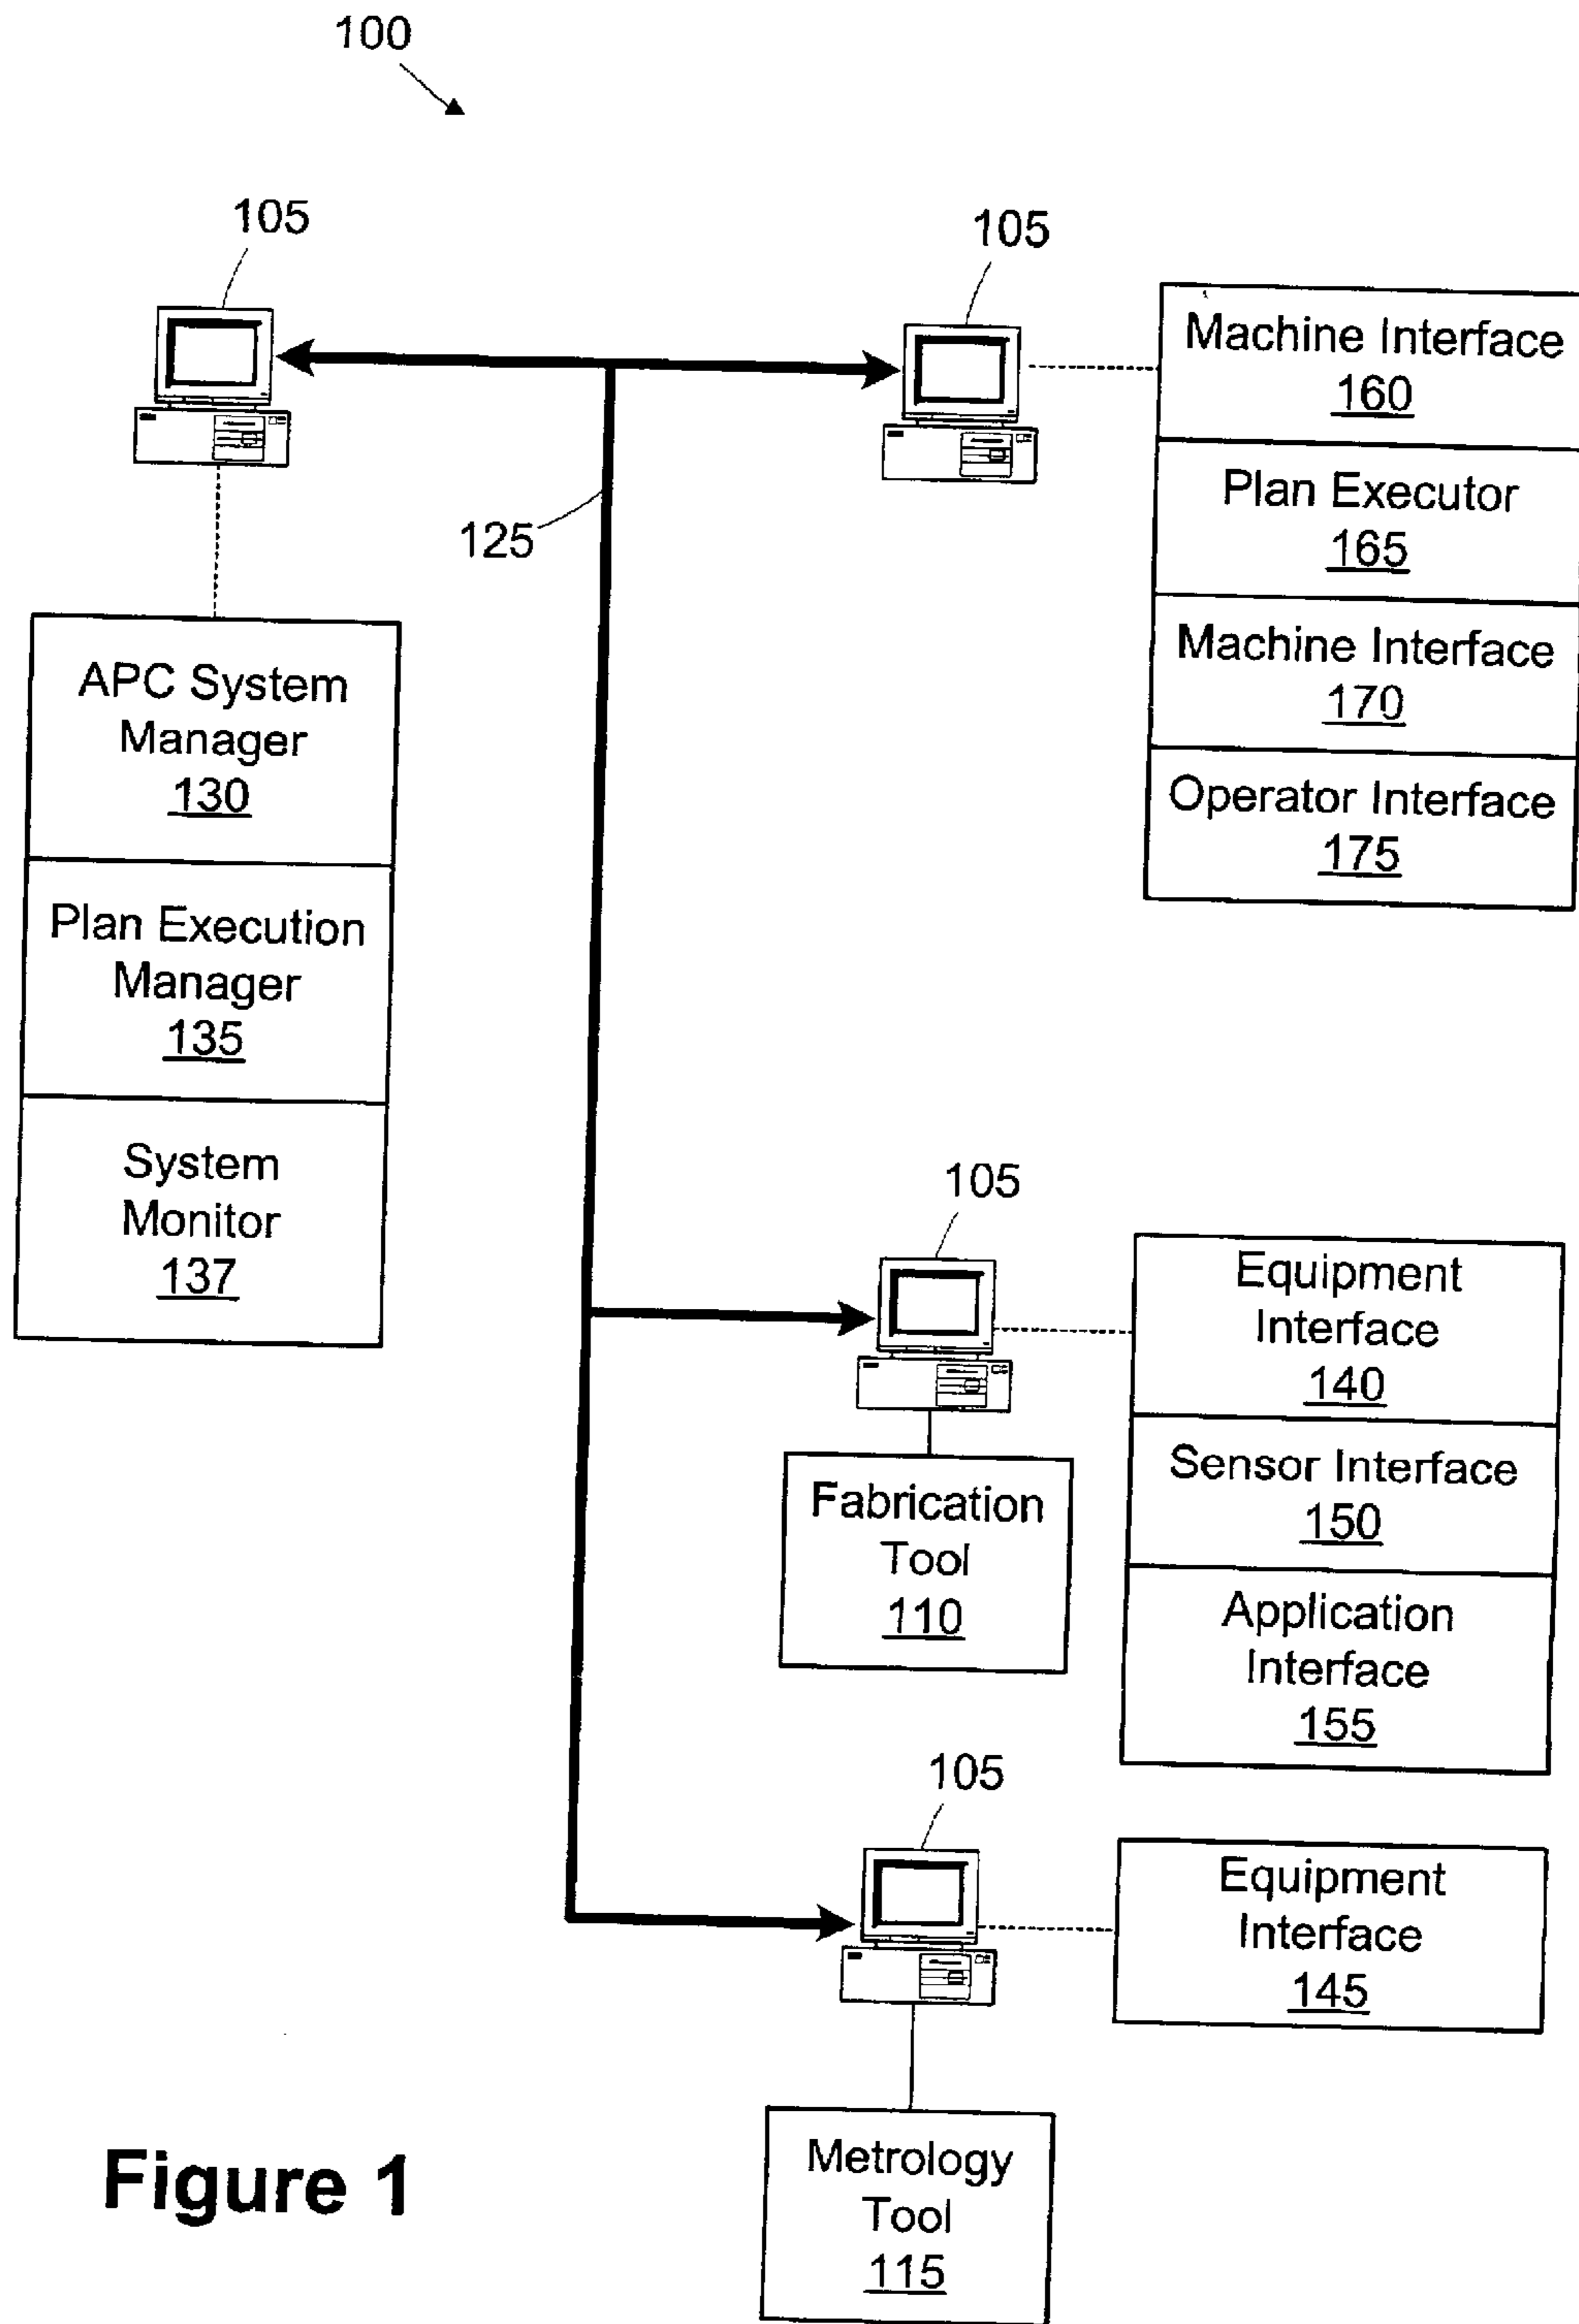 100
105
105
Machine Interface
160
Plan Executor
165
Machine Interface
170
Operator Interface
175
125
APC System
Manager
130
Plan Execution
Manager
135
System
Monitor
137
105
Equipment
Interface
140
Sensor Interface
150
Application
Interface
155
Fabrication
Tool
110
105
Equipment
Interface
145
Metrology
Tool
115
Figure 1